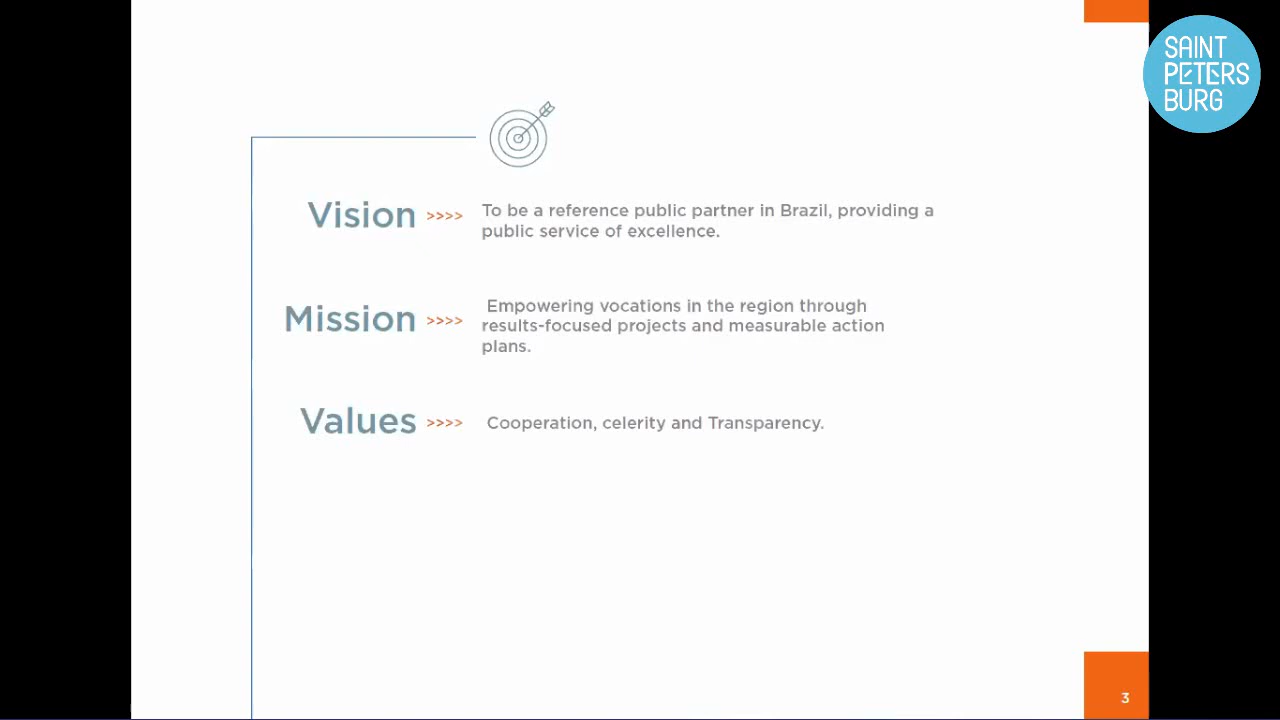 SAINT
PETERS
BURG
Vision >>>> To be a reference public partner in Brazil, providing a
public service of excellence.
Mission >>>> Empowering vocations in the region through
results-focused projects and measurable action
plans.
Values >>>> Cooperation, celerity and Transparency.
3